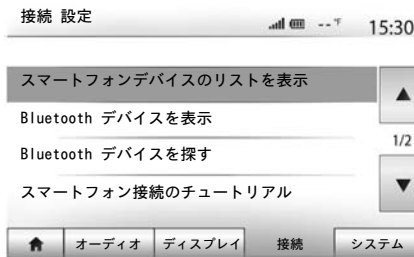 接続 設定
-- °F
15:30
スマートフォンデバイスのリストを表示
Bluetooth デバイスを表示
1/2
Bluetooth デバイスを探す
スマートフォン接続のチュートリアル
オーディオ ディスプレイ 接続 システム